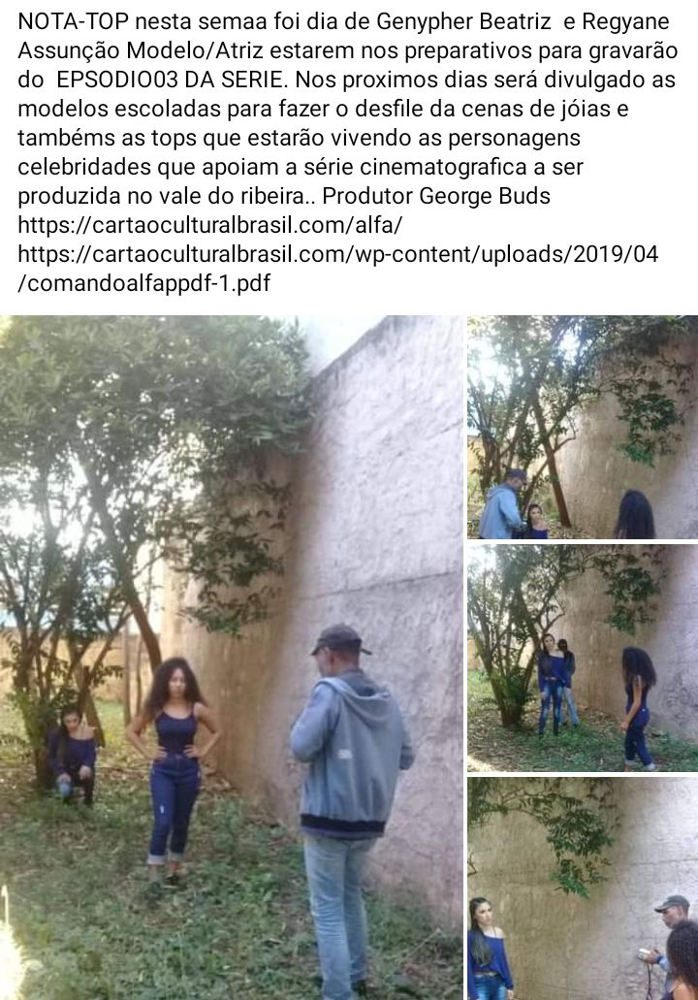 NOTA-TOP nesta semaa foi dia de Genypher Beatriz  e Regyane
Assunção Modelo/Atriz estarem nos preparativos para gravarão
do  EPSODIO03 DA SERIE. Nos proximos dias será divulgado as
modelos escoladas para fazer o desfile da cenas de jóias e
tambéms as tops que estarão vivendo as personagens
celebridades que apoiam a série cinematografica a ser
produzida no vale do ribeira.. Produtor George Buds
https://cartaoculturalbrasil.com/alfa/
https://cartaoculturalbrasil.com/wp-content/uploads/2019/04
/comandoalfappdf-1.pdf